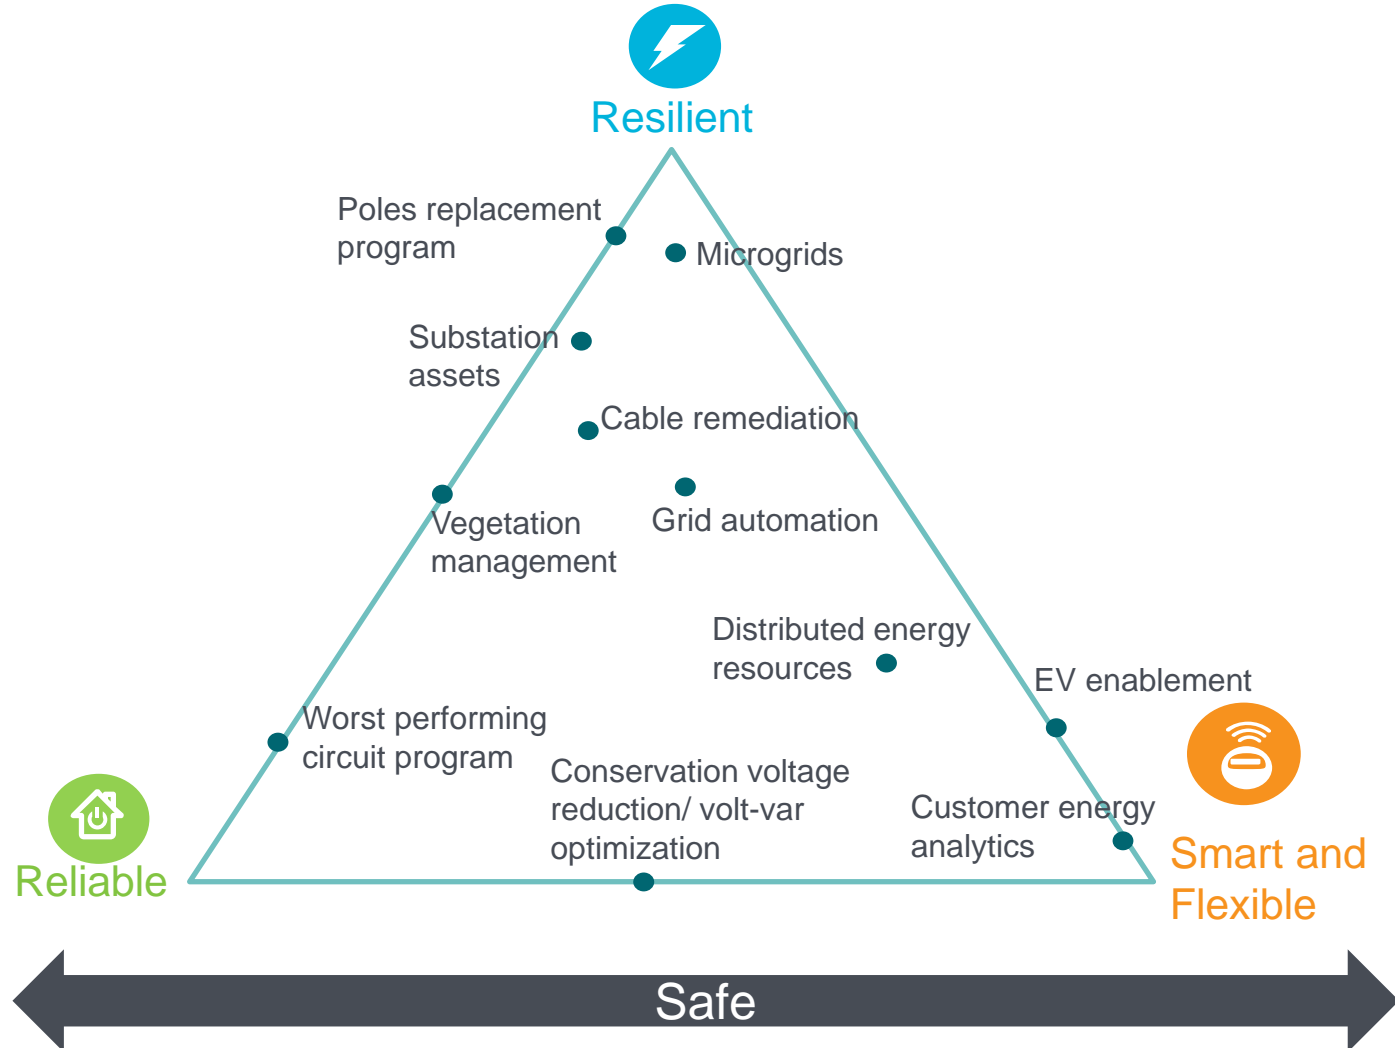 Resilient
Poles replacement
program
Microgrids
Substation
assets
Cable remediation
Vegetation
management
Grid automation
Distributed energy
resources
EV enablement
Worst performing
circuit program
Conservation voltage
reduction/ volt-var
optimization
Customer energy
analytics
Reliable
Smart and
Flexible
Safe